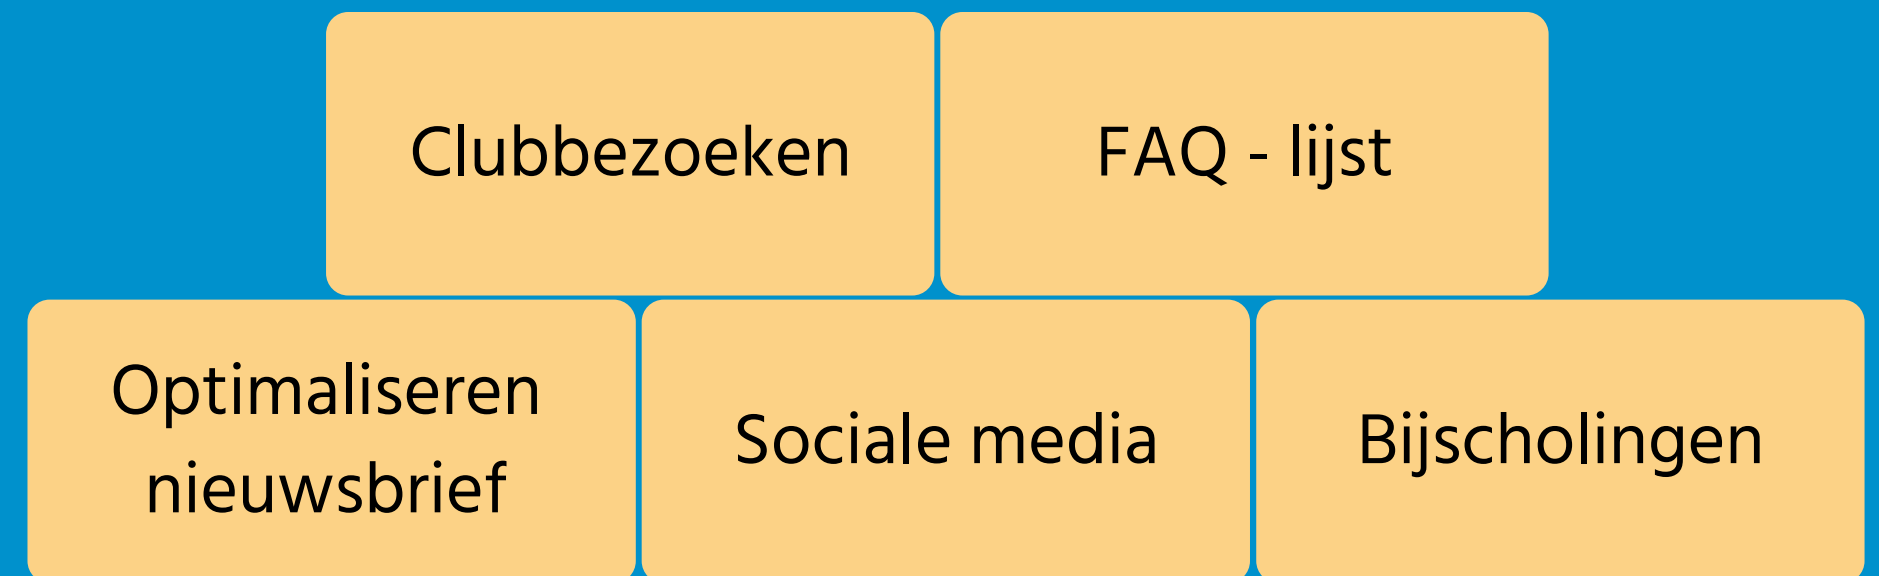 Clubbezoeken
FAQ - lijst
Optimaliseren
nieuwsbrief
Sociale media
Bijscholingen